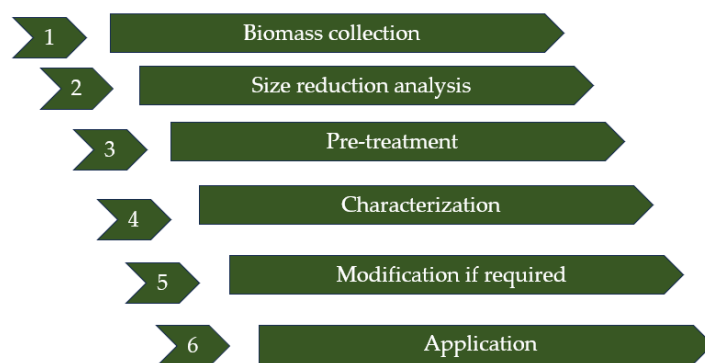 1 Biomass collection
2 Size reduction analysis
3 Pre-treatment
4 Characterization
5 Modification if required
6 Application